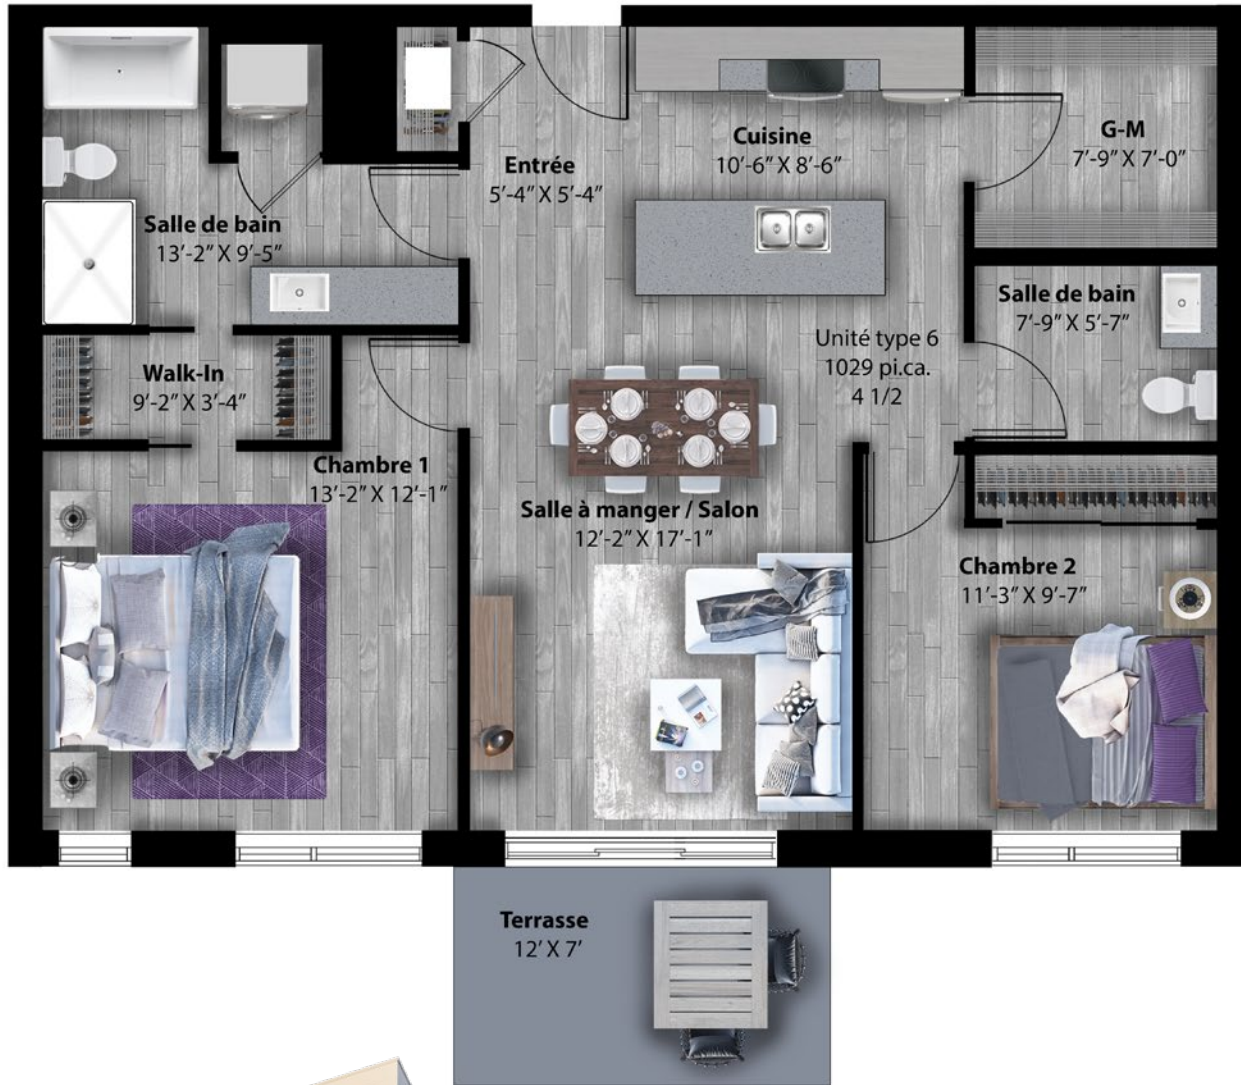 Cuisine
10'-6" X 8'-6"
G-M
7'-9" X 7'-0"
Entrée
5'-4" X 5'-4"
Salle de bain
13'-2" X 9'-5"
Salle de bain
7'-9" X 5'-7"
Unité type 6
1029 pi.ca.
4 1/2
Walk-In
9'-2" X 3'-4"
Chambre 1
13'-2" X 12'-1"
Salle à manger / Salon
12'-2" X 17'-1"
Chambre 2
11'-3" X 9'-7"
Terrasse
12' X 7'